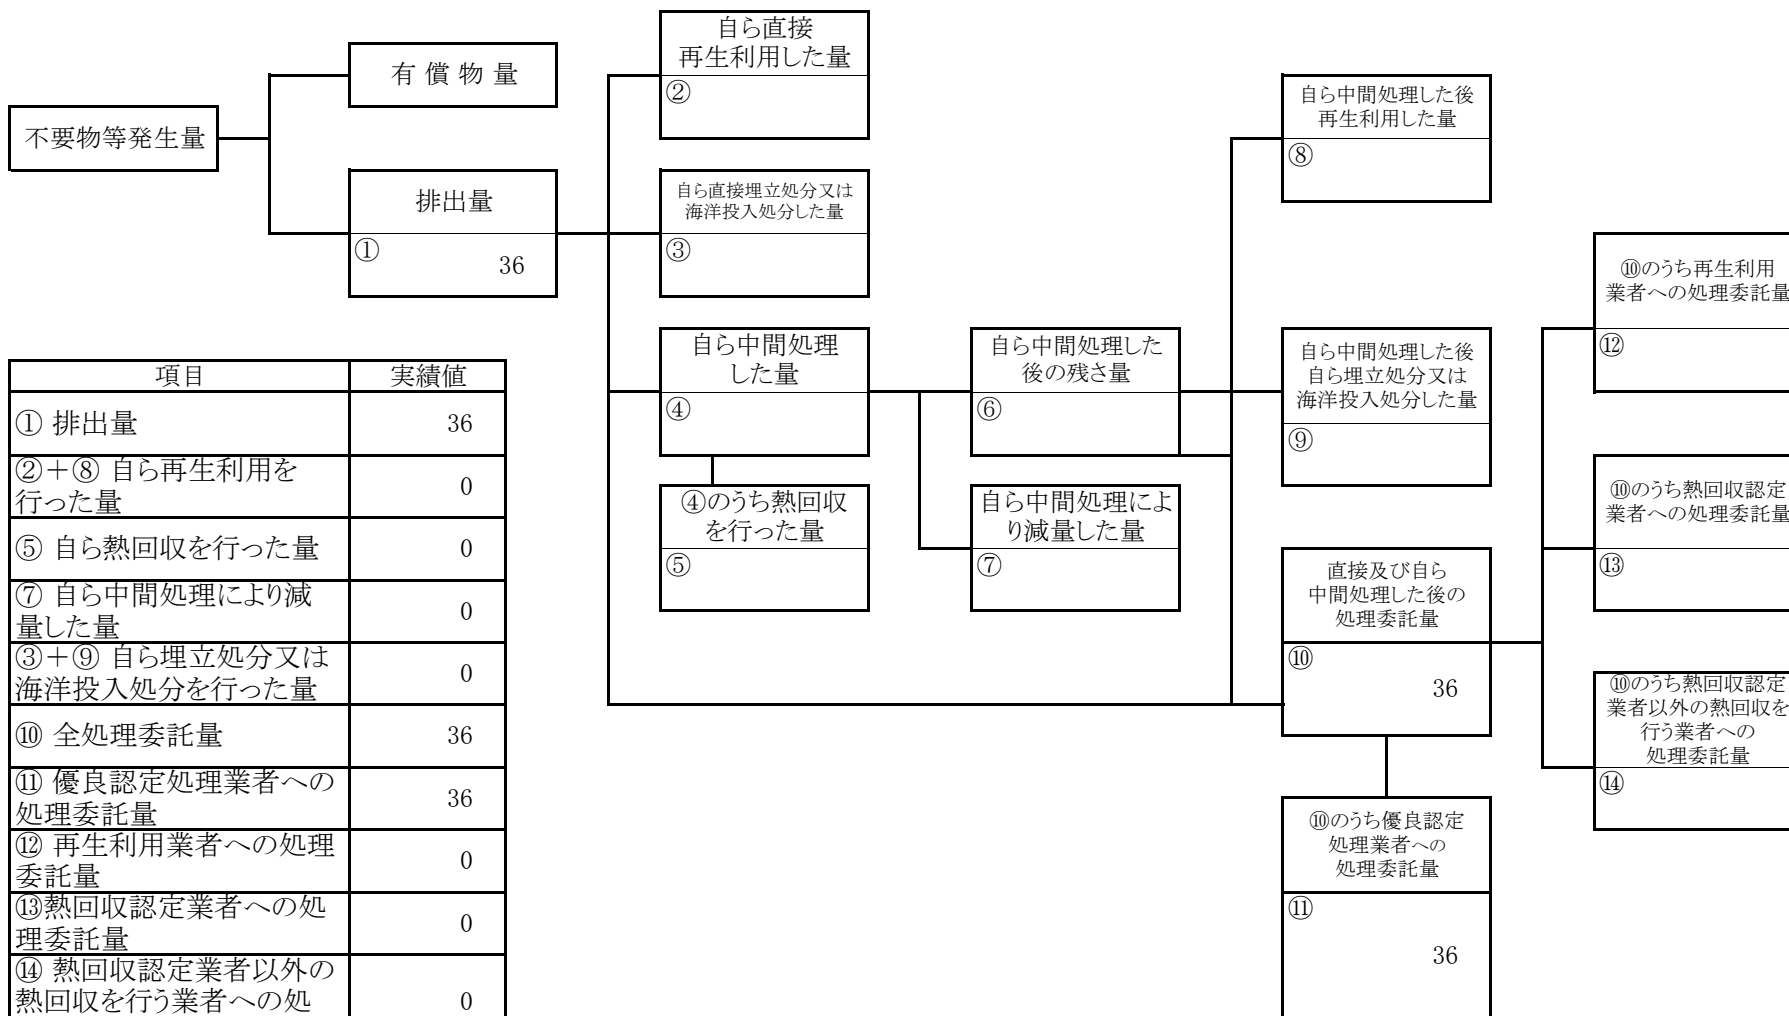 不要物等発生量
有 償 物 量
排出量
①
36
自ら直接
再生利用した量
②
自ら直接埋立処分又は
海洋投入処分した量
③
自ら中間処理
した量
④
④のうち熱回収
を行った量
⑤
自ら中間処理した
後の残さ量
⑥
自ら中間処理によ
り減量した量
⑦
自ら中間処理した後
再生利用した量
⑧
自ら中間処理した後
自ら埋立処分又は
海洋投入処分した量
⑨
直接及び自ら
中間処理した後の
処理委託量
⑩
36
⑩のうち優良認定
処理業者への
処理委託量
⑪
36
⑩のうち再生利用
業者への処理委託量
⑫
⑩のうち熱回収認定
業者への処理委託量
⑬
⑩のうち熱回収認定
業者以外の熱回収を
行う業者への
処理委託量
⑭
項目 実績値
① 排出量 36
②＋⑧ 自ら再生利用を
行った量 0
⑤ 自ら熱回収を行った量 0
⑦ 自ら中間処理により減
量した量 0
③＋⑨ 自ら埋立処分又は
海洋投入処分を行った量 0
⑩ 全処理委託量 36
⑪ 優良認定処理業者への
処理委託量 36
⑫ 再生利用業者への処理
委託量 0
⑬熱回収認定業者への処
理委託量 0
⑭ 熱回収認定業者以外の
熱回収を行う業者への処 0